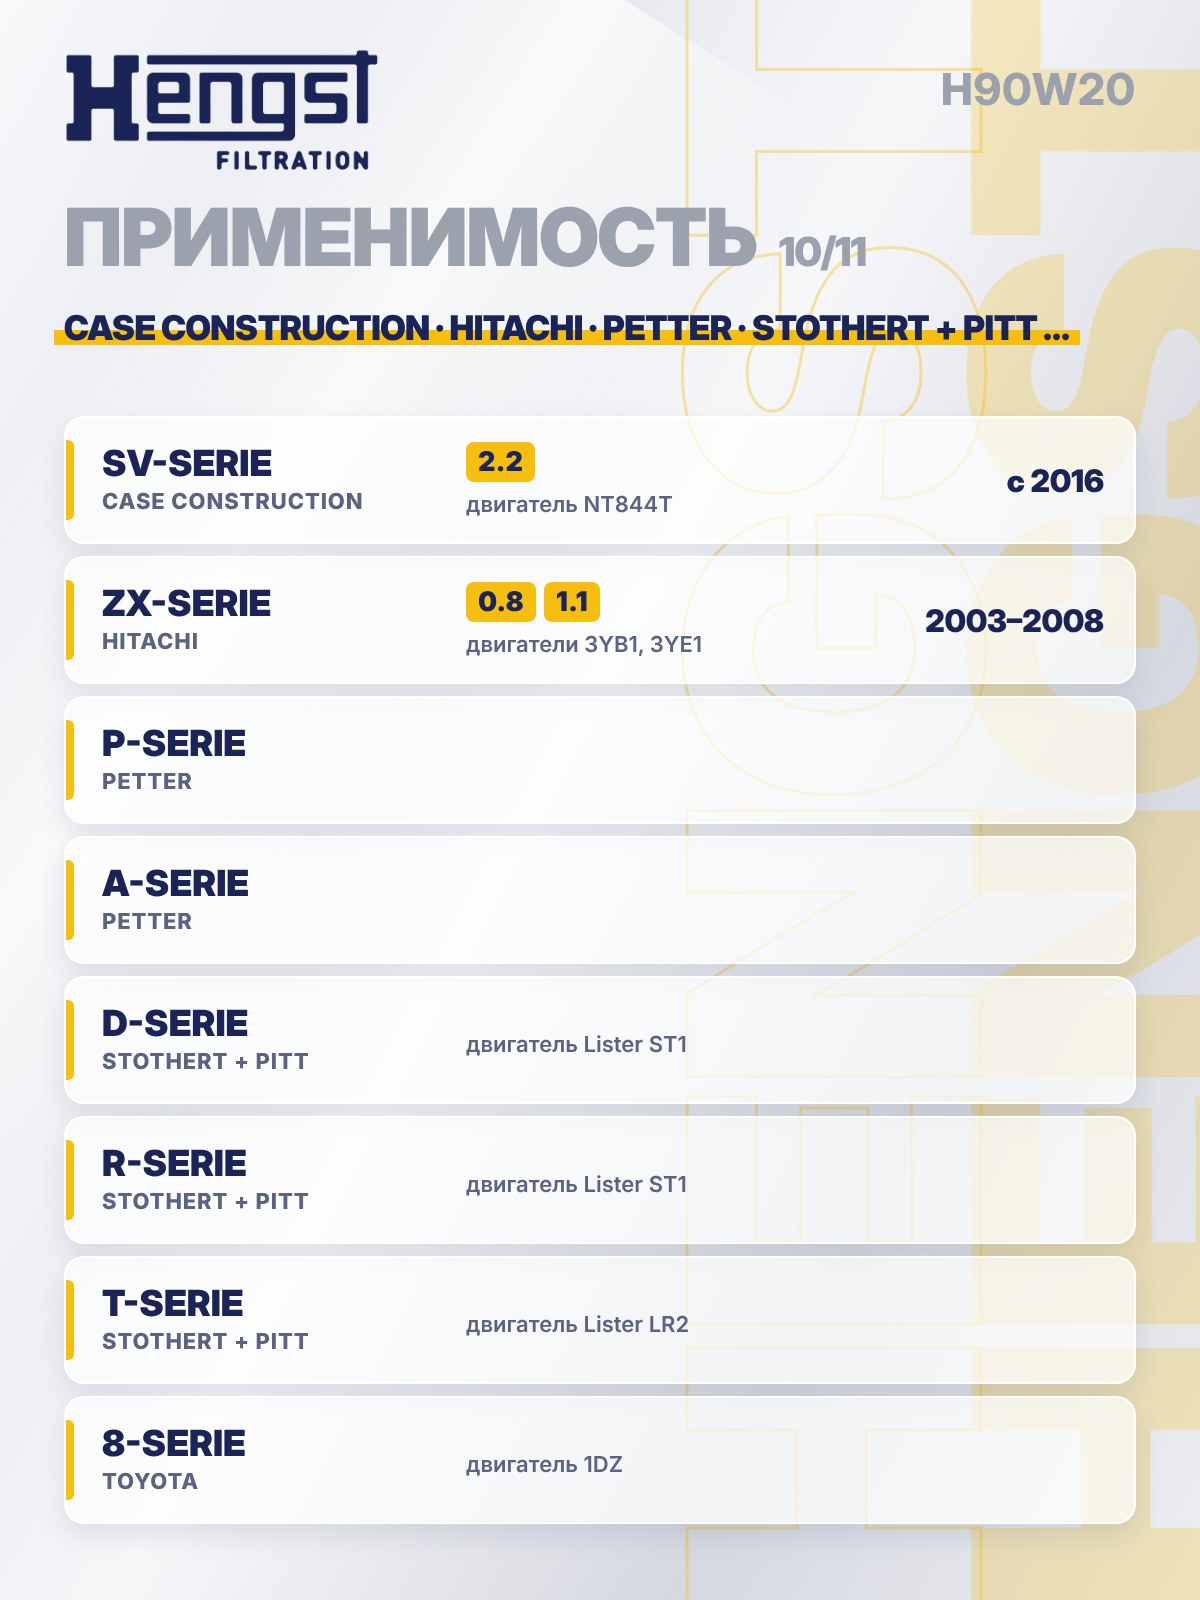 Hengst
FILTRATION
H90W20
ПРИМЕНИМОСТЬ 10/11
CASE CONSTRUCTION · HITACHI · PETTER · STOTHERT + PITT ...
SV-SERIE
CASE CONSTRUCTION
2.2
двигатель NT844T
с 2016
ZX-SERIE
HITACHI
0.8 1.1
двигатели 3YB1, 3YE1
2003–2008
P-SERIE
PETTER
A-SERIE
PETTER
D-SERIE
STOTHERT + PITT
двигатель Lister ST1
R-SERIE
STOTHERT + PITT
двигатель Lister ST1
T-SERIE
STOTHERT + PITT
двигатель Lister LR2
8-SERIE
TOYOTA
двигатель 1DZ
HENGST
HENGST